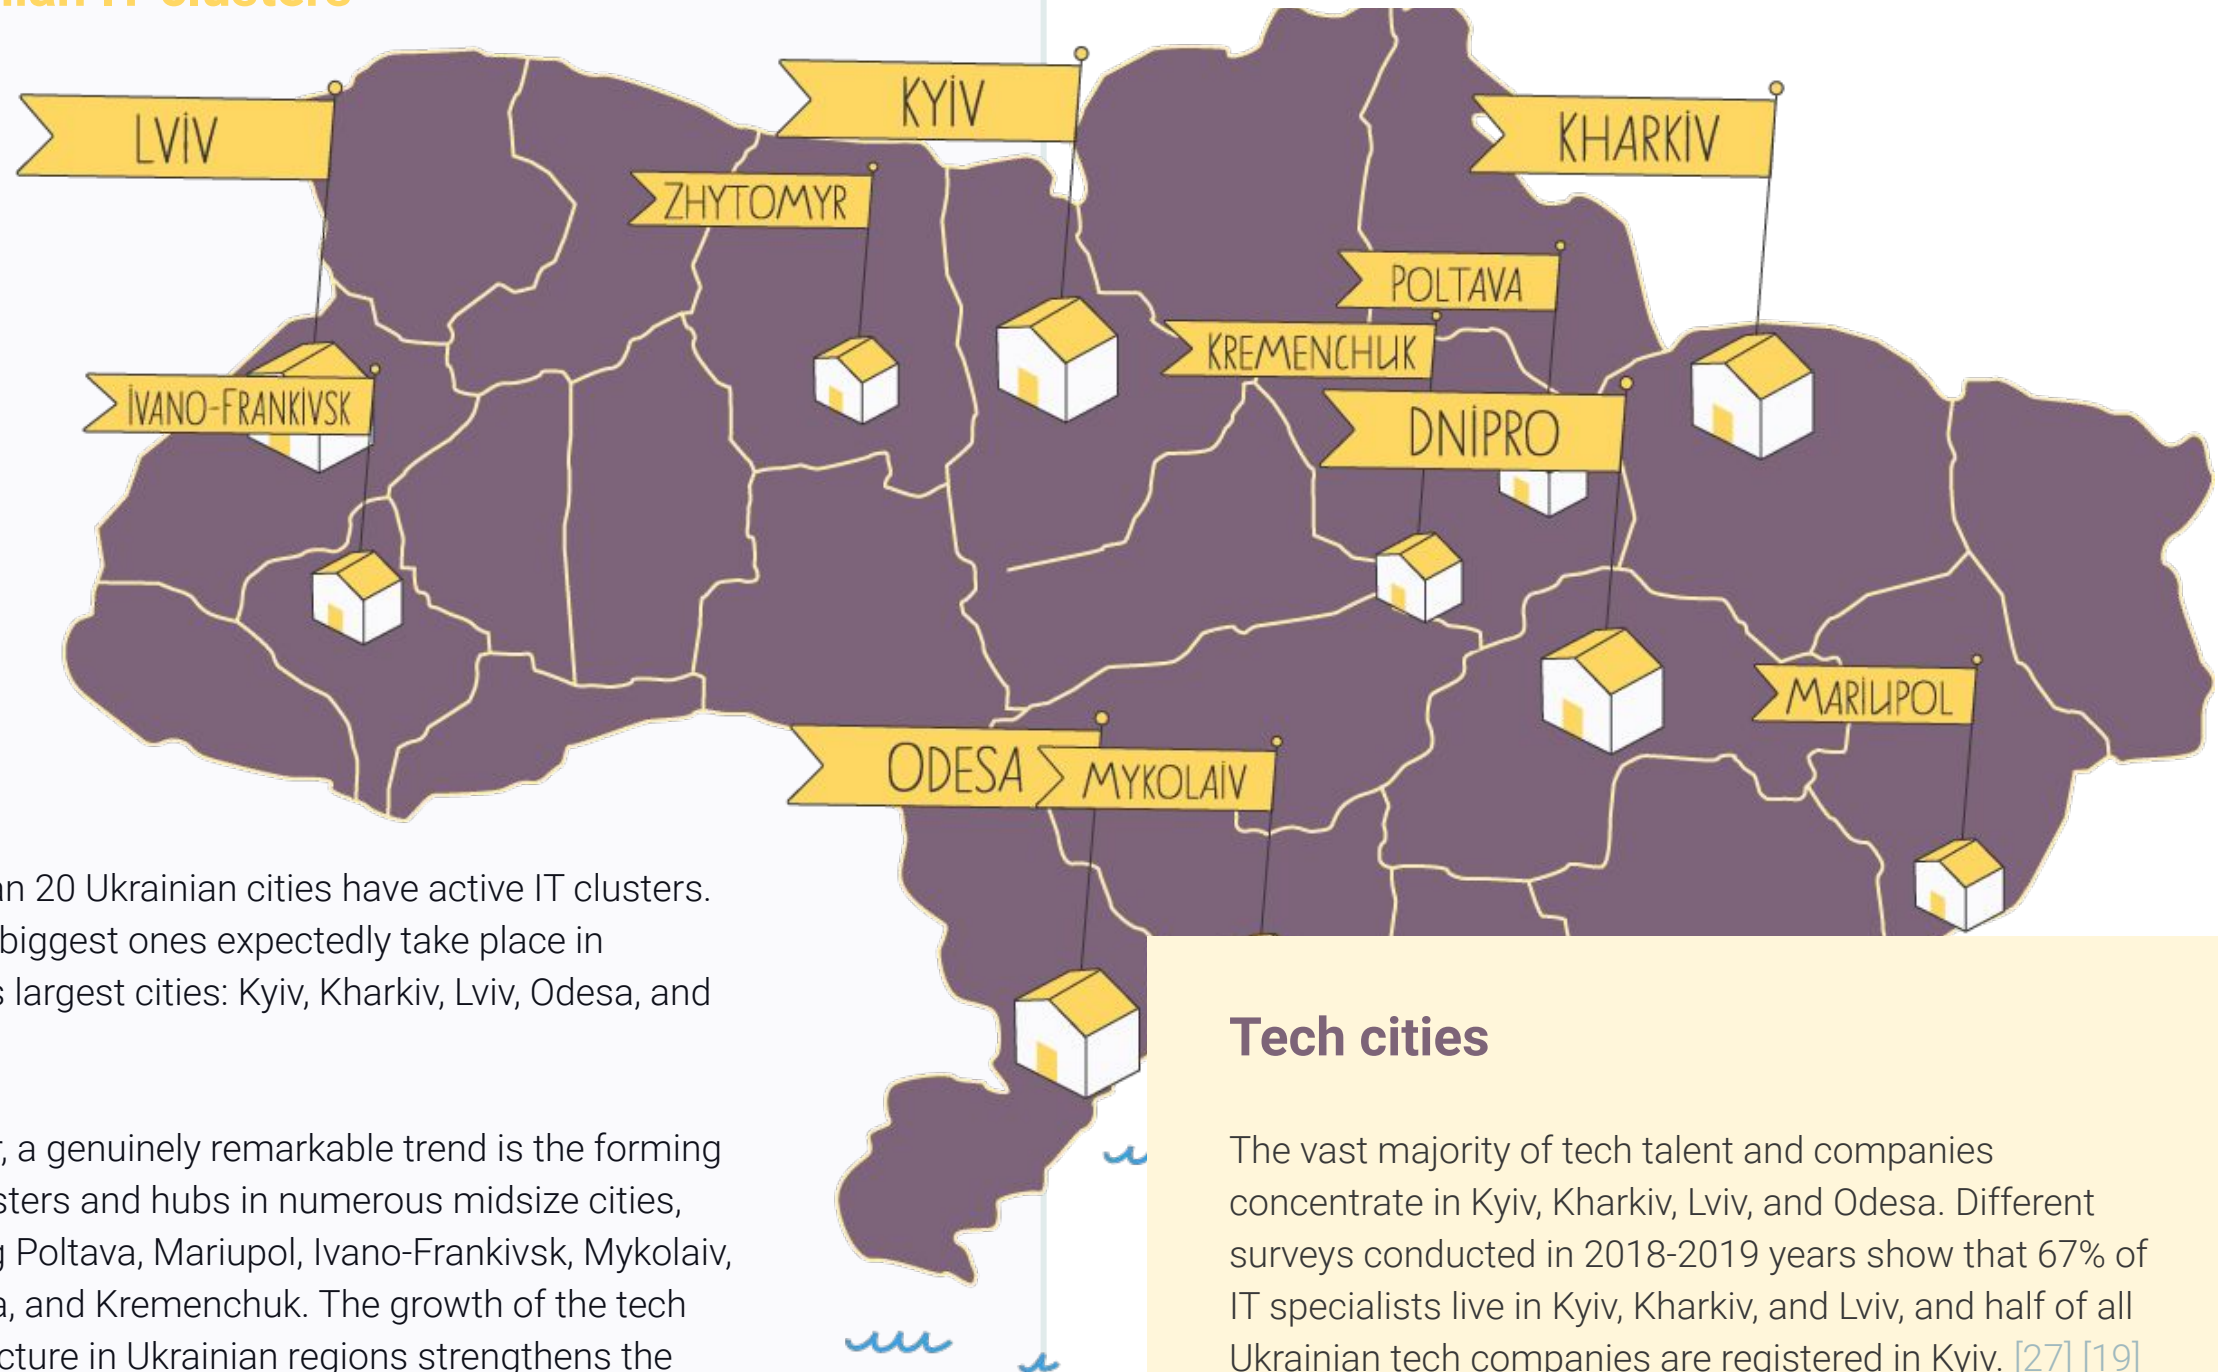 IT clusters
LVIV
KYIV
KHARKIV
ZHYTOMYR
POLTAVA
KREMENCHUK
IVANO-FRANKIVSK
DNIPRO
MARIUPOL
ODESA
MYKOLAIV
20 Ukrainian cities have active IT clusters.
biggest ones expectedly take place in
largest cities: Kyiv, Kharkiv, Lviv, Odesa, and
, a genuinely remarkable trend is the forming
and hubs in numerous midsize cities,
Poltava, Mariupol, Ivano-Frankivsk, Mykolaiv,
, and Kremenchuk. The growth of the tech
in Ukrainian regions strengthens the
Tech cities
The vast majority of tech talent and companies
concentrate in Kyiv, Kharkiv, Lviv, and Odesa. Different
surveys conducted in 2018-2019 years show that 67% of
IT specialists live in Kyiv, Kharkiv, and Lviv, and half of all
Ukrainian tech companies are registered in Kyiv. [27] [19]